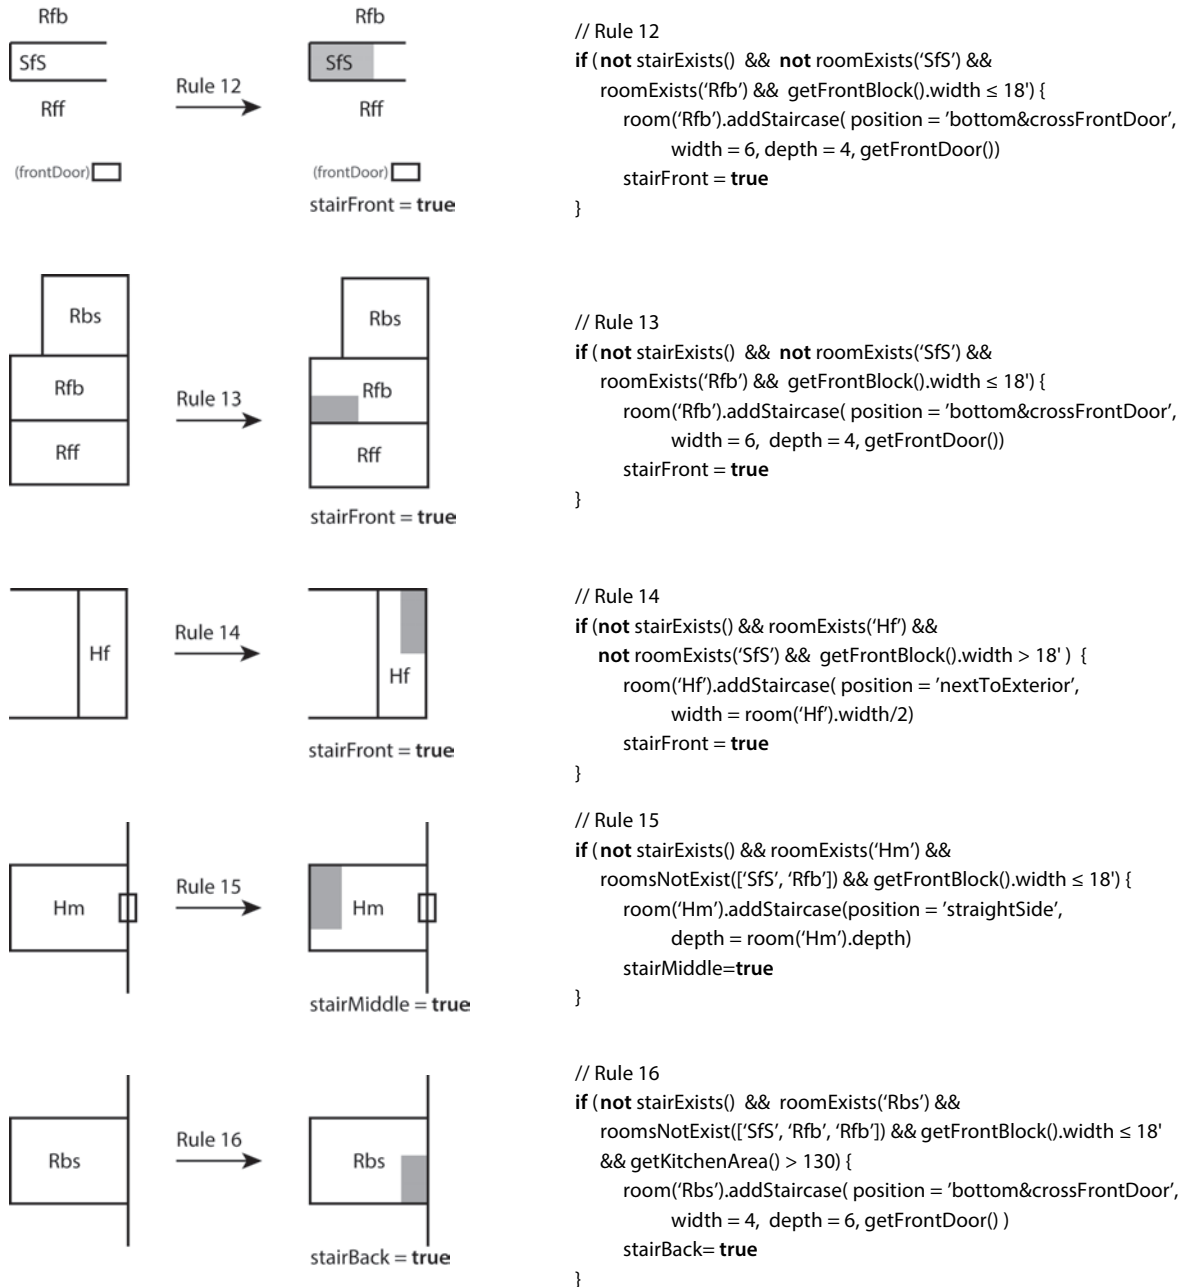 Rfb
SfS
Rff
(frontDoor)
Rule 12
Rfb
SfS
Rff
(frontDoor)
stairFront = true
// Rule 12
if ( not stairExists() && not roomExists(‘SfS’) &&
roomExists(‘Rfb’) && getFrontBlock().width ≤ 18') {
room(‘Rfb’).addStaircase( position = ’bottom&crossFrontDoor’,
width = 6, depth = 4, getFrontDoor())
stairFront = true
}
Rbs
Rfb
Rff
Rule 13
Rbs
Rfb
Rff
stairFront = true
// Rule 13
if ( not stairExists() && not roomExists(‘SfS’) &&
roomExists(‘Rfb’) && getFrontBlock().width ≤ 18') {
room(‘Rfb’).addStaircase( position = ’bottom&crossFrontDoor’,
width = 6, depth = 4, getFrontDoor())
stairFront = true
}
Hf
Rule 14
Hf
stairFront = true
// Rule 14
if (not stairExists() && roomExists(‘Hf’) &&
not roomExists(‘SfS’) && getFrontBlock().width > 18' ) {
room(‘Hf’).addStaircase( position = ’nextToExterior’,
width = room(‘Hf’).width/2)
stairFront = true
}
Hm
Rule 15
Hm
stairMiddle = true
// Rule 15
if ( not stairExists() && roomExists(‘Hm’) &&
roomsNotExist([‘SfS’, ‘Rfb’]) && getFrontBlock().width ≤ 18') {
room(‘Hm’).addStaircase(position = ’straightSide’,
depth = room(‘Hm’).depth)
stairMiddle=true
}
Rbs
Rule 16
Rbs
stairBack = true
// Rule 16
if ( not stairExists() && roomExists(‘Rbs’) &&
roomsNotExist([‘SfS’, ‘Rfb’, ‘Rfb’]) && getFrontBlock().width ≤ 18'
&& getKitchenArea() > 130) {
room(‘Rbs’).addStaircase( position = ’bottom&crossFrontDoor’,
width = 4, depth = 6, getFrontDoor() )
stairBack= true
}